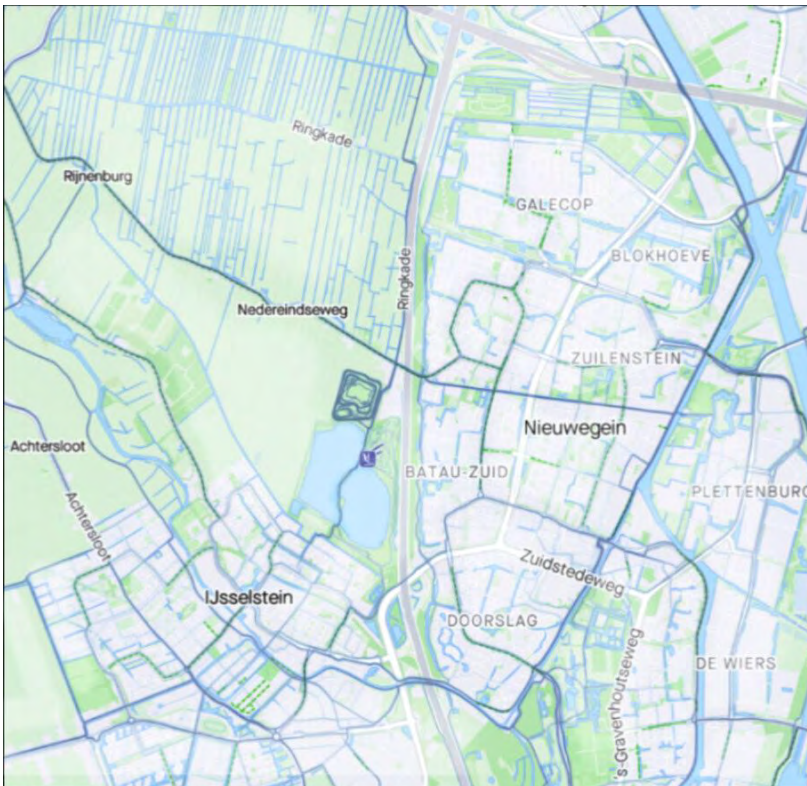 Ringkade
Rijnenburg
GALECOP
BLOKHOEVE
Ringkade
Nedereindseweg
ZUILENSTEIN
Nieuwegein
Achtersloot
BATAU-ZUID
PLETTENBURG
Achtersloot
Zuidstedeweg
IJsselstein
DOORSLAG
DE WIERS
's-Gravenhoutseweg